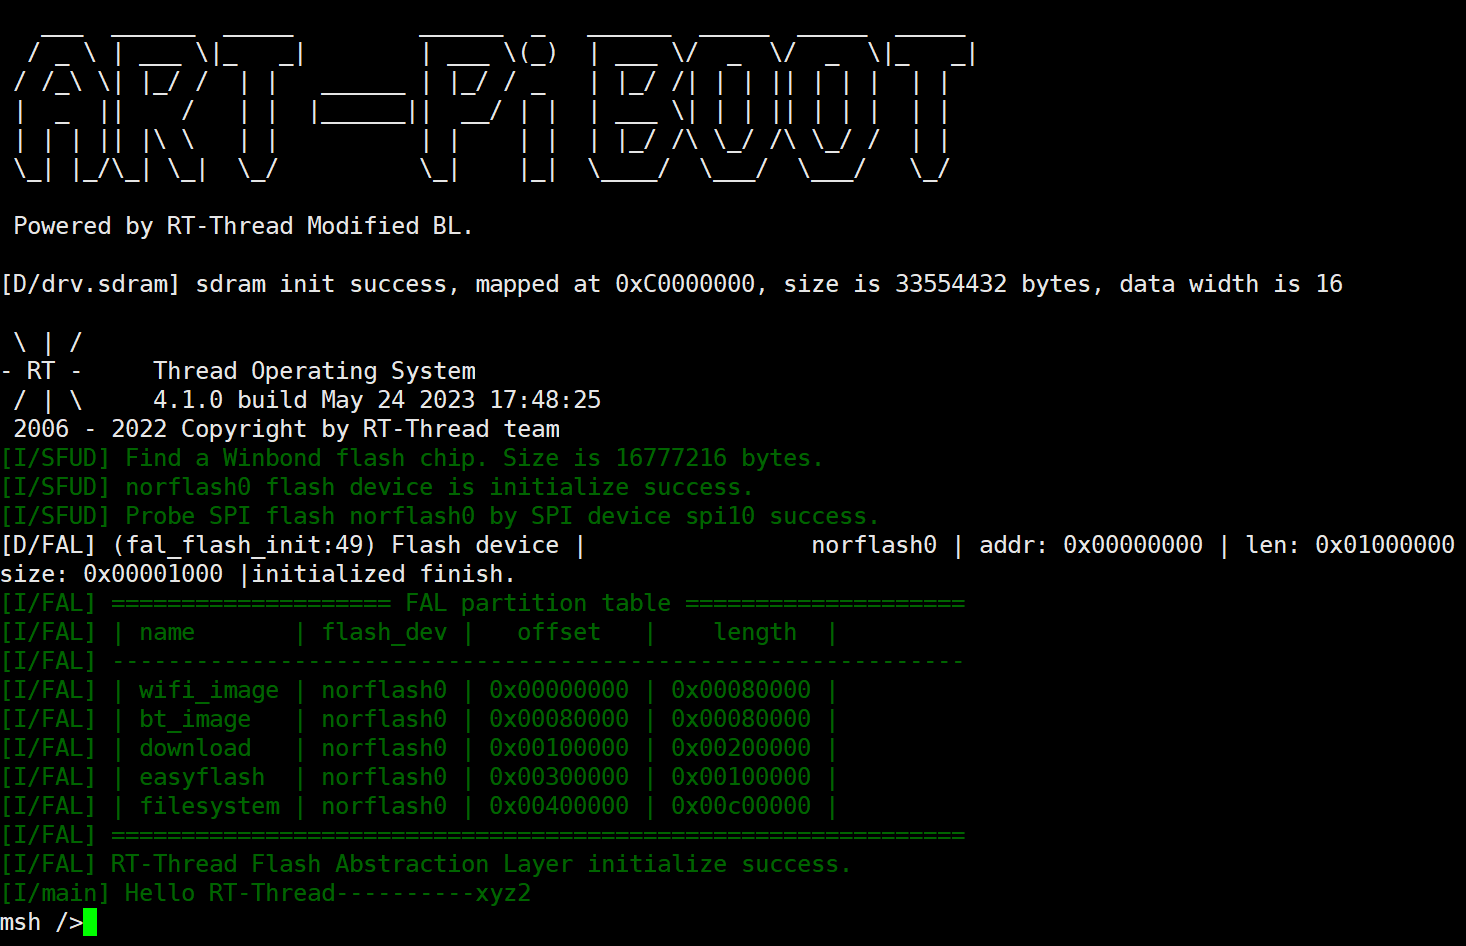 ART-Pi BOOT
Powered by RT-Thread Modified BL.
[D/drv.sdram] sdram init success, mapped at 0xC0000000, size is 33554432 bytes, data width is 16
\ | /
- RT -     Thread Operating System
/ | \     4.1.0 build May 24 2023 17:48:25
2006 - 2022 Copyright by RT-Thread team
[I/SFUD] Find a Winbond flash chip. Size is 16777216 bytes.
[I/SFUD] norflash0 flash device is initialize success.
[I/SFUD] Probe SPI flash norflash0 by SPI device spi10 success.
[D/FAL] (fal_flash_init:49) Flash device |                norflash0 | addr: 0x00000000 | len: 0x01000000
size: 0x00001000 |initialized finish.
[I/FAL] ==================== FAL partition table ====================
[I/FAL] | name       | flash_dev |   offset   |    length  |
[I/FAL] -------------------------------------------------------------
[I/FAL] | wifi_image | norflash0 | 0x00000000 | 0x00080000 |
[I/FAL] | bt_image   | norflash0 | 0x00080000 | 0x00080000 |
[I/FAL] | download   | norflash0 | 0x00100000 | 0x00200000 |
[I/FAL] | easyflash  | norflash0 | 0x00300000 | 0x00100000 |
[I/FAL] | filesystem | norflash0 | 0x00400000 | 0x00c00000 |
[I/FAL] =============================================================
[I/FAL] RT-Thread Flash Abstraction Layer initialize success.
[I/main] Hello RT-Thread----------xyz2
msh />